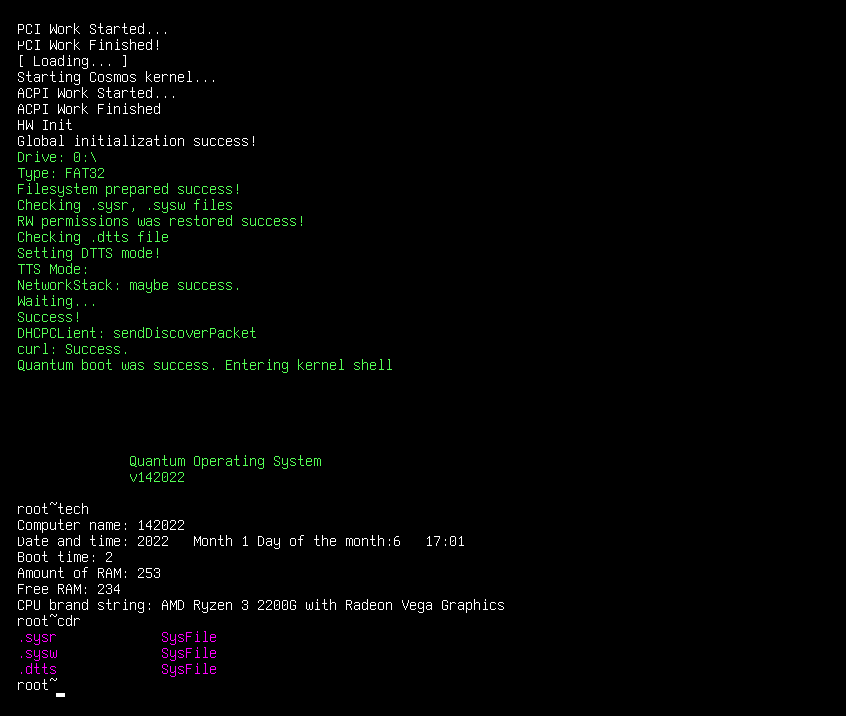 PCI Work Started...
PCI Work Finished!
[ Loading... ]
Starting Cosmos kernel...
ACPI Work Started...
ACPI Work Finished
HW Init
Global initialization success!
Drive: 0:\
Type: FAT32
Filesystem prepared success!
Checking .sysr, .sysw files
RW permissions was restored success!
Checking .dtts file
Setting DTTS mode!
TTS Mode:
NetworkStack: maybe success.
Waiting...
Success!
DHCPCLient: sendDiscoverPacket
curl: Success.
Quantum boot was success. Entering kernel shell
Quantum Operating System
v142022
root~tech
Computer name: 142022
Date and time: 2022   Month 1 Day of the month:6   17:01
Boot time: 2
Amount of RAM: 253
Free RAM: 234
CPU brand string: AMD Ryzen 3 2200G with Radeon Vega Graphics
root~cdr
.sysr             SysFile
.sysw             SysFile
.dtts             SysFile
root~_